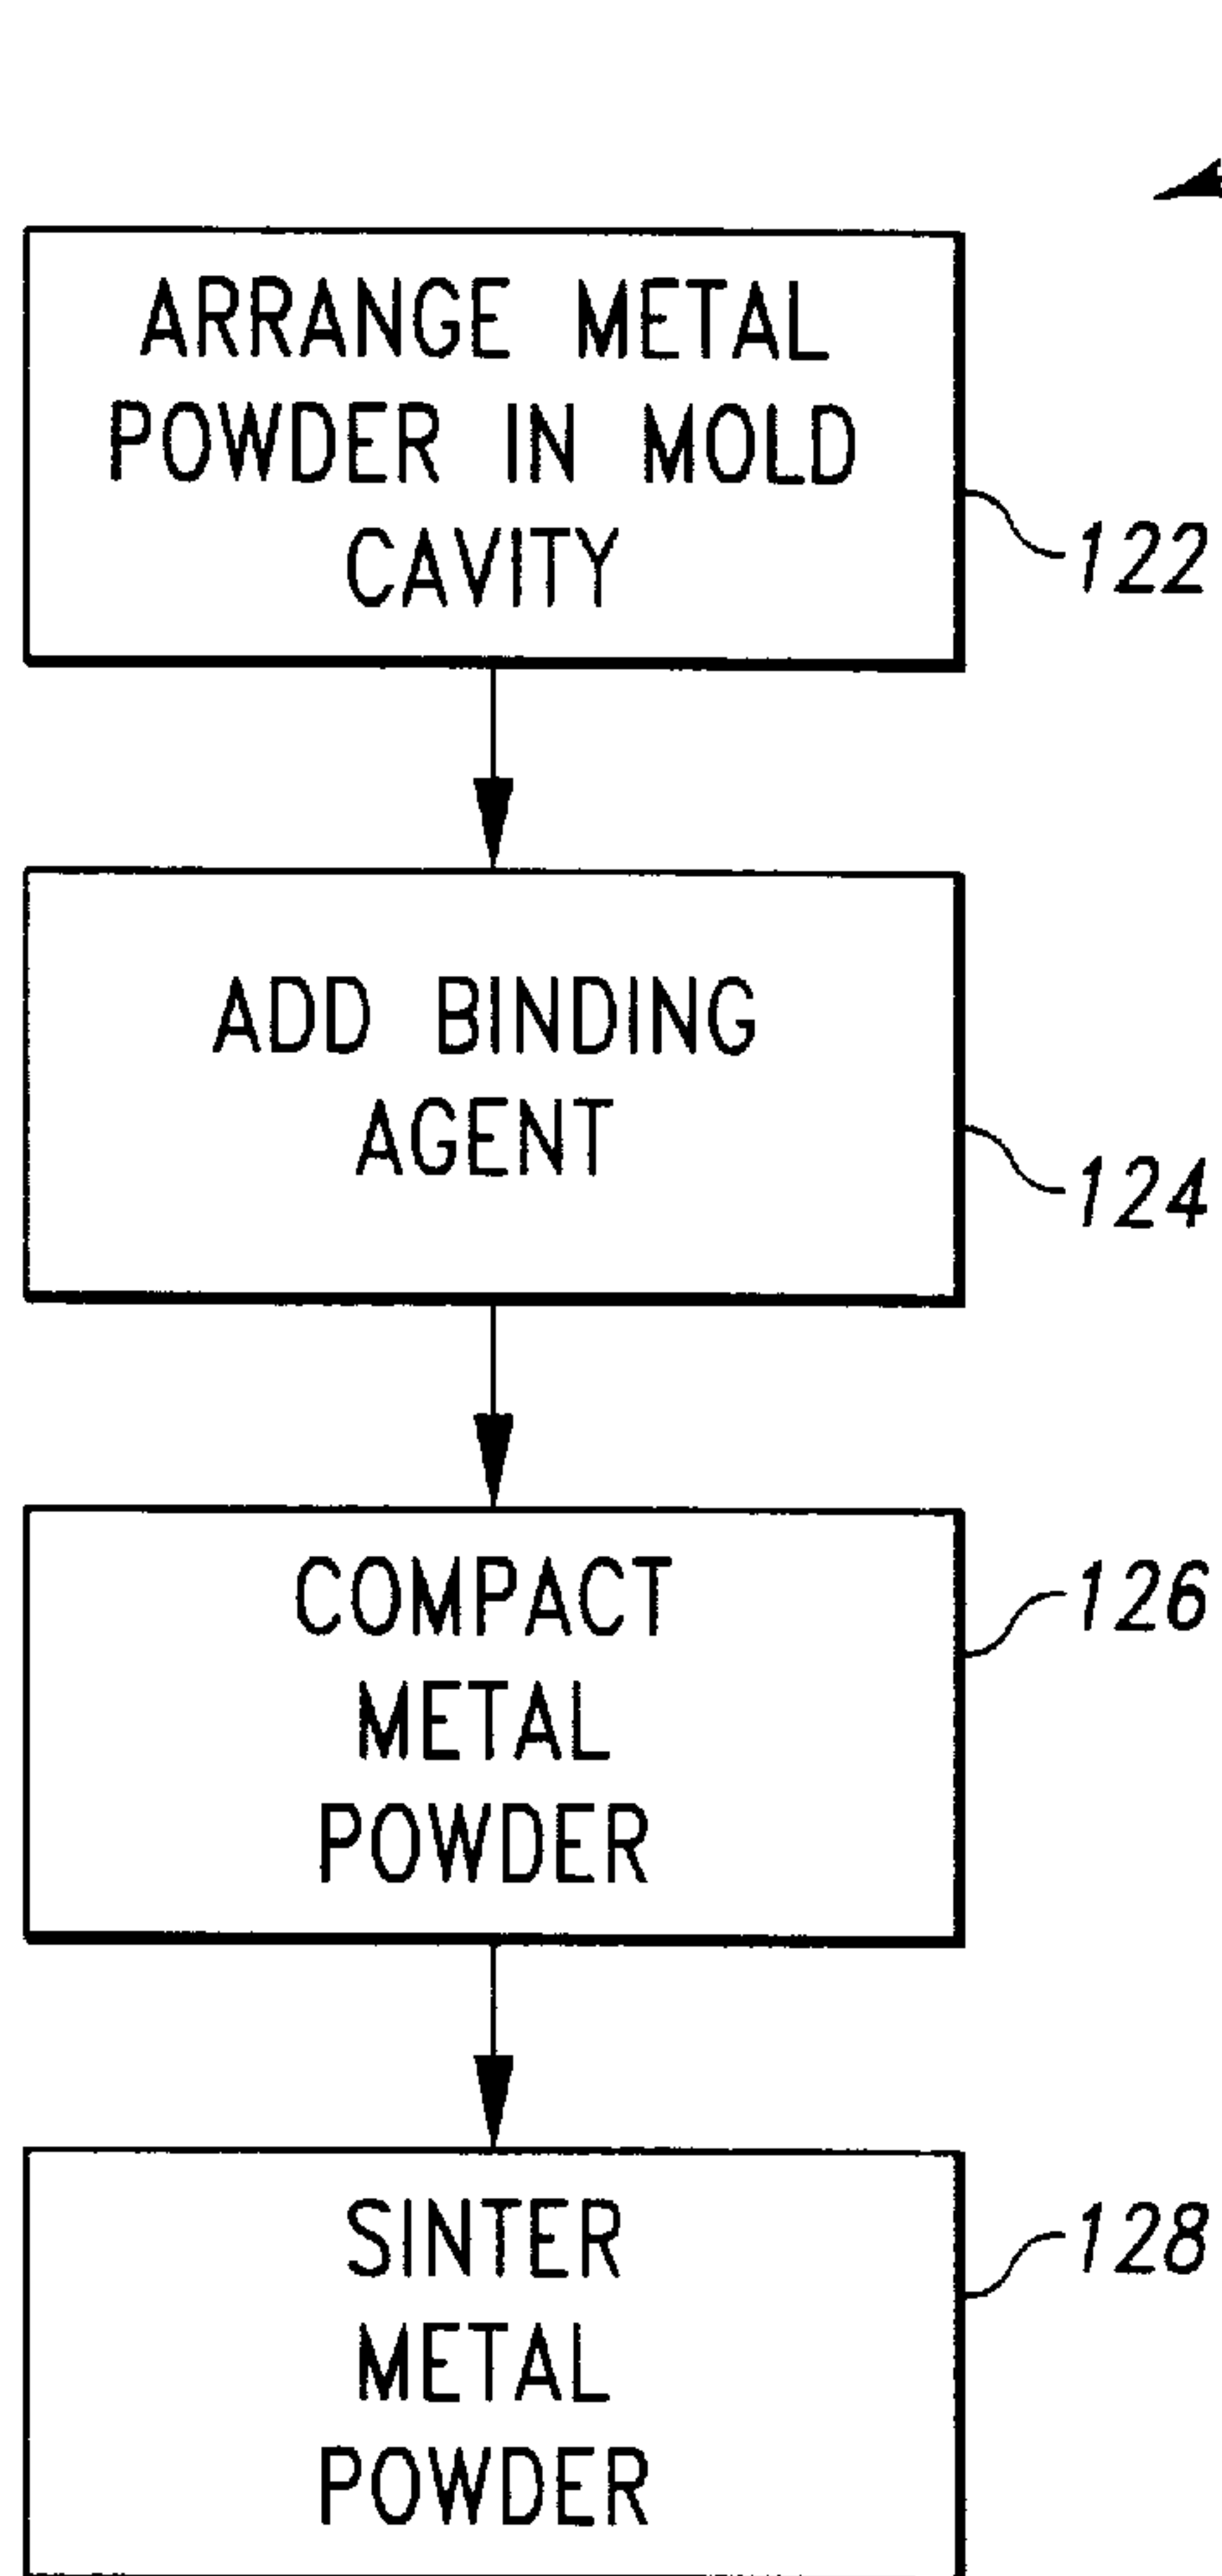 ARRANGE METAL
POWDER IN MOLD
CAVITY
122
ADD BINDING
AGENT
124
COMPACT
METAL
POWDER
126
SINTER
METAL
POWDER
128